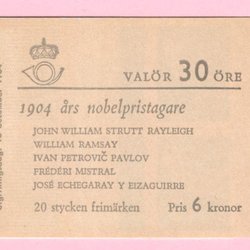 VALÖR 30 ÖRE
1904 års nobelpristagare
JOHN WILLIAM STRUTT RAYLEIGH
WILLIAM RAMSAY
IVAN PETROVIČ PAVLOV
FRÉDÉRI MISTRAL
JOSÉ ECHEGARAY Y EIZAGUIRRE
20 stycken frimärken Pris 6 kronor